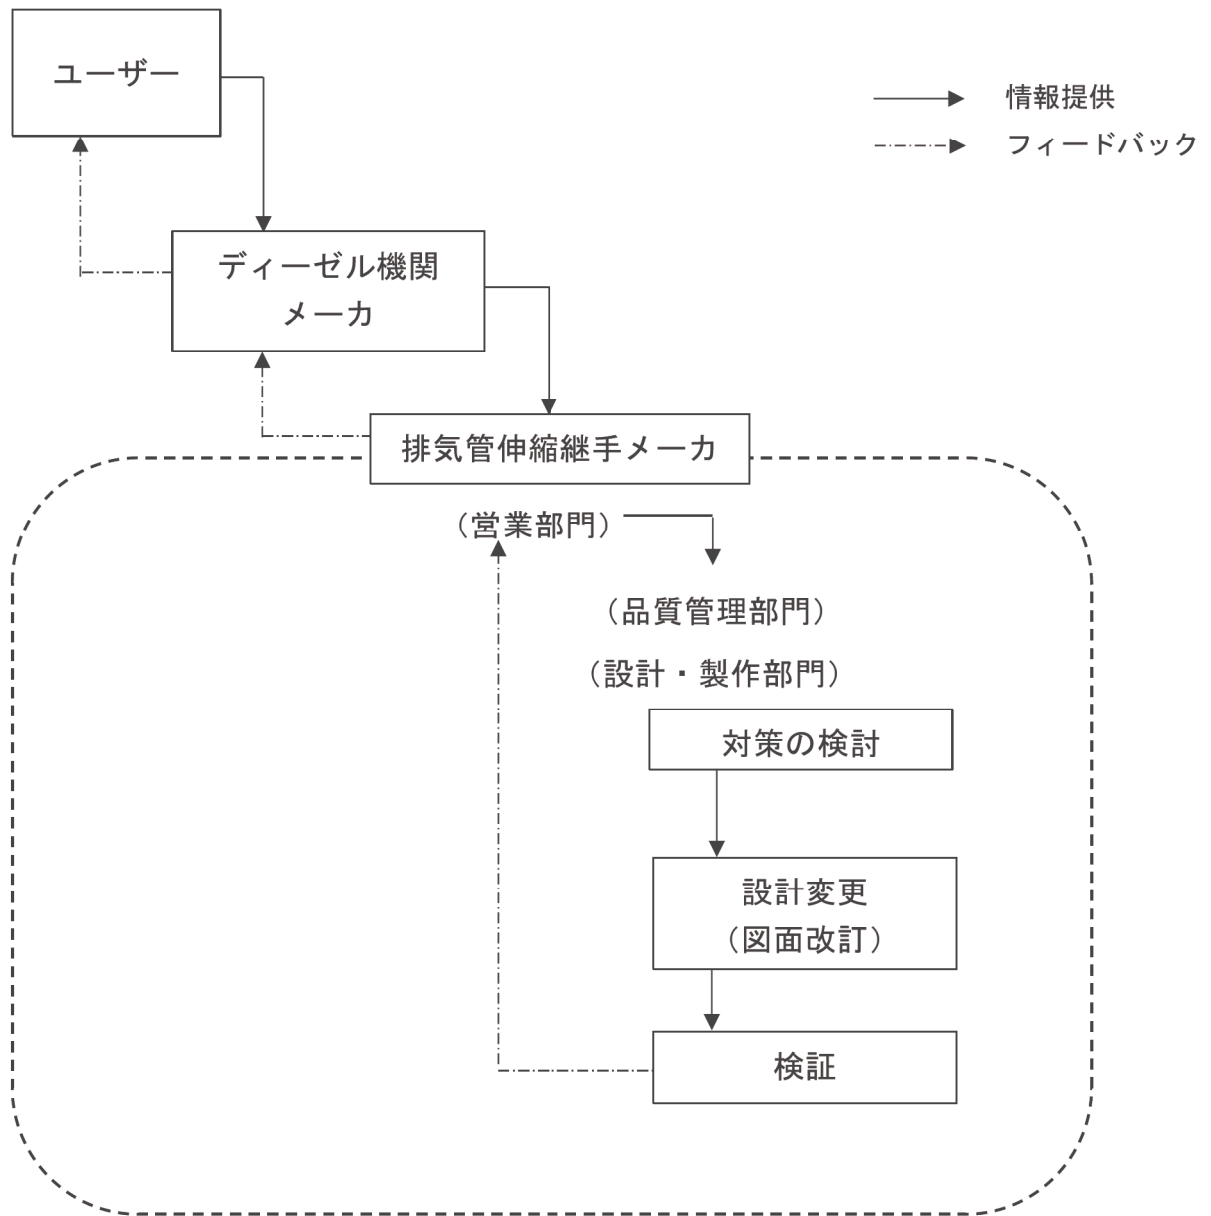 ユーザー
情報提供
フィードバック
ディーゼル機関
メーカ
排気管伸縮継手メーカ
（営業部門）
（品質管理部門）
（設計・製作部門）
対策の検討
設計変更
（図面改訂）
検証